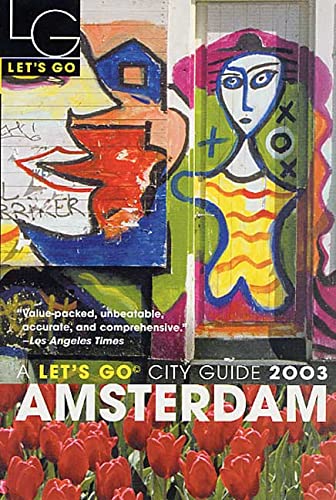 LG
LET'S GO
"Value-packed, unbeatable,
accurate, and comprehensive."
–Los Angeles Times
A LET'S GO© CITY GUIDE 2003
AMSTERDAM